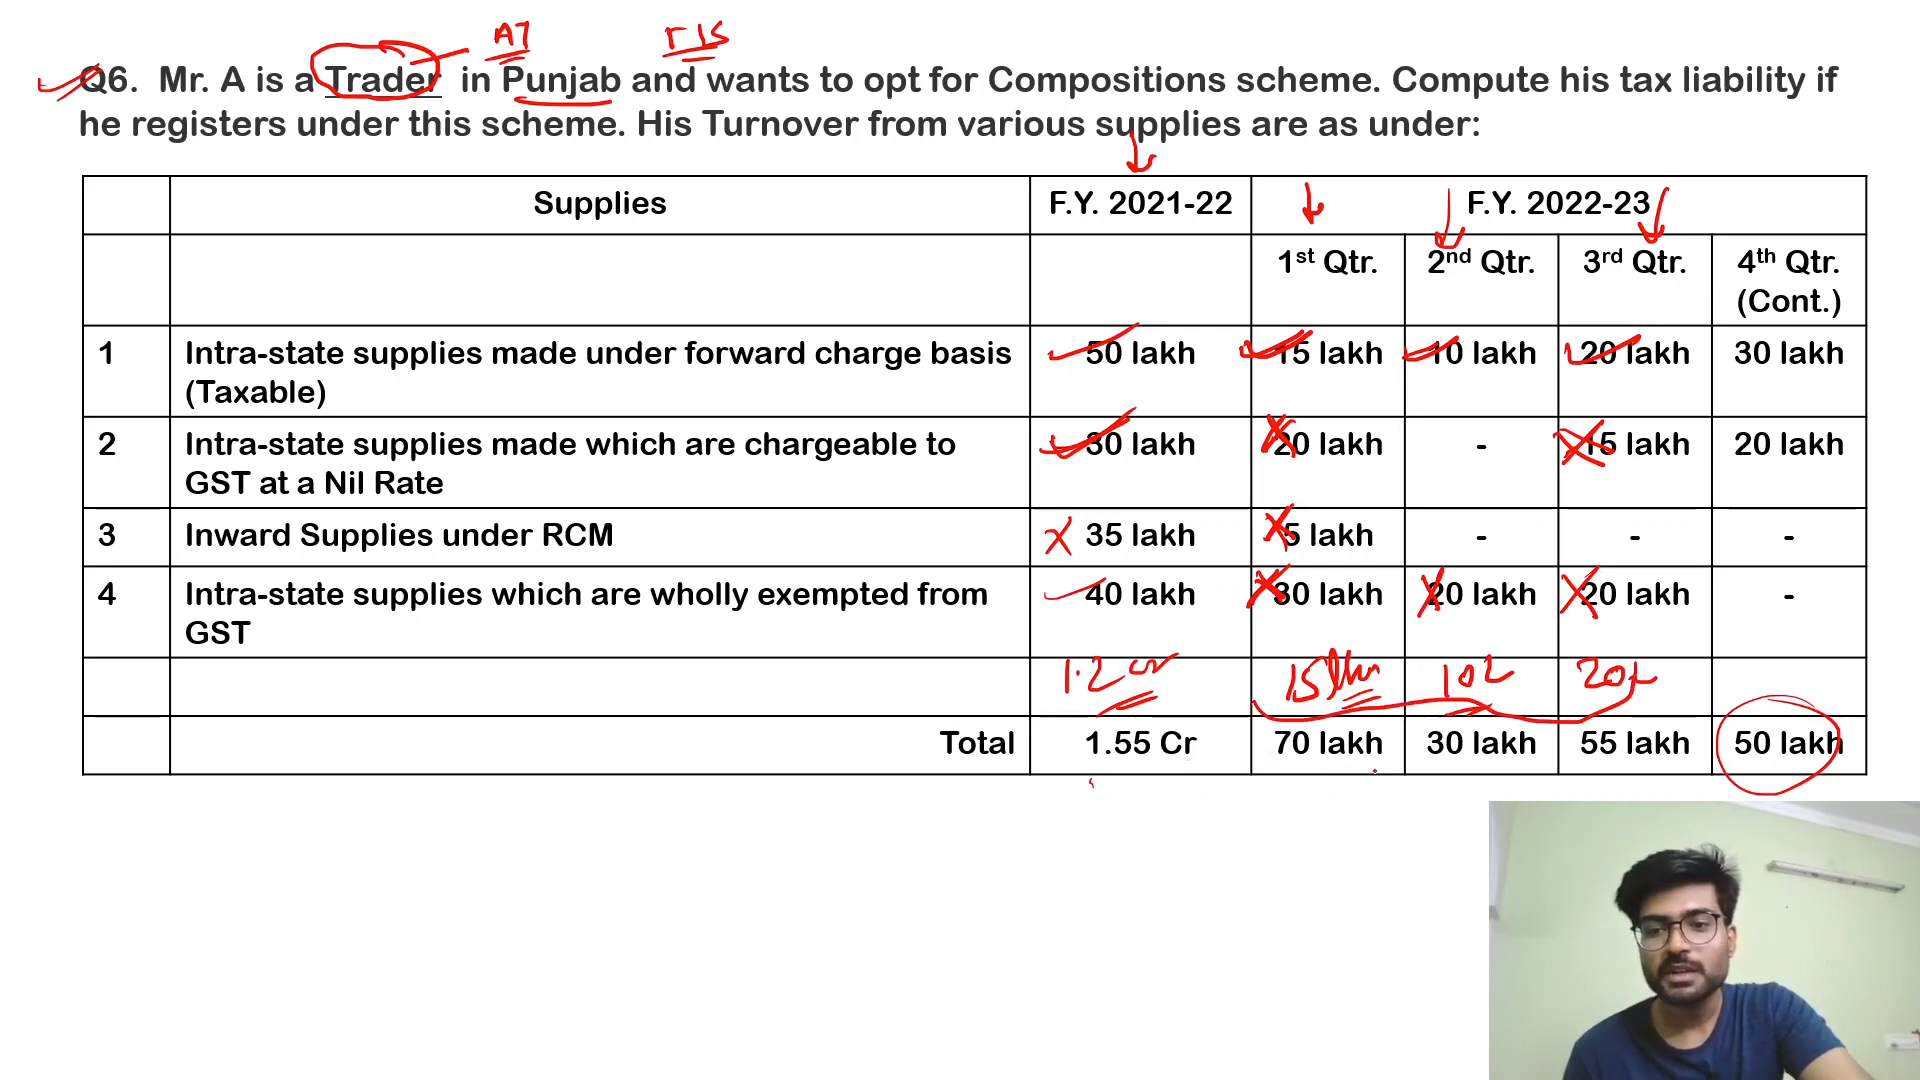 AT
Q6. Mr. A is a Trader in Punjab and wants to opt for Compositions scheme. Compute his tax liability if
he registers under this scheme. His Turnover from various supplies are as under:
Supplies F.Y. 2021-22 F.Y. 2022-23
1st Qtr. 2nd Qtr. 3rd Qtr. 4th Qtr.
(Cont.)
1 Intra-state supplies made under forward charge basis 50 lakh 15 lakh 10 lakh 20 lakh 30 lakh
(Taxable)
2 Intra-state supplies made which are chargeable to 30 lakh 20 lakh - 15 lakh 20 lakh
GST at a Nil Rate
3 Inward Supplies under RCM 35 lakh 5 lakh - - -
4 Intra-state supplies which are wholly exempted from 40 lakh 30 lakh 20 lakh 20 lakh -
GST
1.2 cr 10L 20L
Total 1.55 Cr 70 lakh 30 lakh 55 lakh 50 lakh